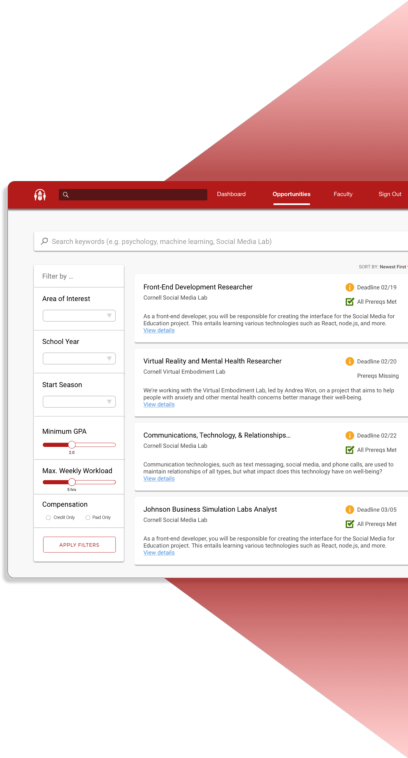 Dashboard Opportunities Faculty Sign Out
Search keywords (e.g. psychology, machine learning, Social Media Lab)
SORT BY: Newest First
Filter by ...
Area of Interest
School Year
Start Season
Minimum GPA
2.0
Max. Weekly Workload
5 hrs
Compensation
Credit Only Paid Only
APPLY FILTERS
Front-End Development Researcher
Deadline 02/19
Cornell Social Media Lab
All Prereqs Met
As a front-end developer, you will be responsible for creating the interface for the Social Media for
Education project. This entails learning various technologies such as React, node.js, and more.
View details
Virtual Reality and Mental Health Researcher
Deadline 02/20
Cornell Virtual Embodiment Lab
Prereqs Missing
We're working with the Virtual Embodiment Lab, led by Andrea Won, on a project that aims to help
people with anxiety and other mental health concerns better manage their well-being.
View details
Communications, Technology, & Relationships...
Deadline 02/22
Cornell Social Media Lab
All Prereqs Met
Communication technologies, such as text messaging, social media, and phone calls, are used to
mantain relationships of all types, but what impact does this technology have on well-being?
View details
Johnson Business Simulation Labs Analyst
Deadline 03/05
Cornell Social Media Lab
All Prereqs Met
As a front-end developer, you will be responsible for creating the interface for the Social Media for
Education project. This entails learning various technologies such as React, node.js, and more.
View details